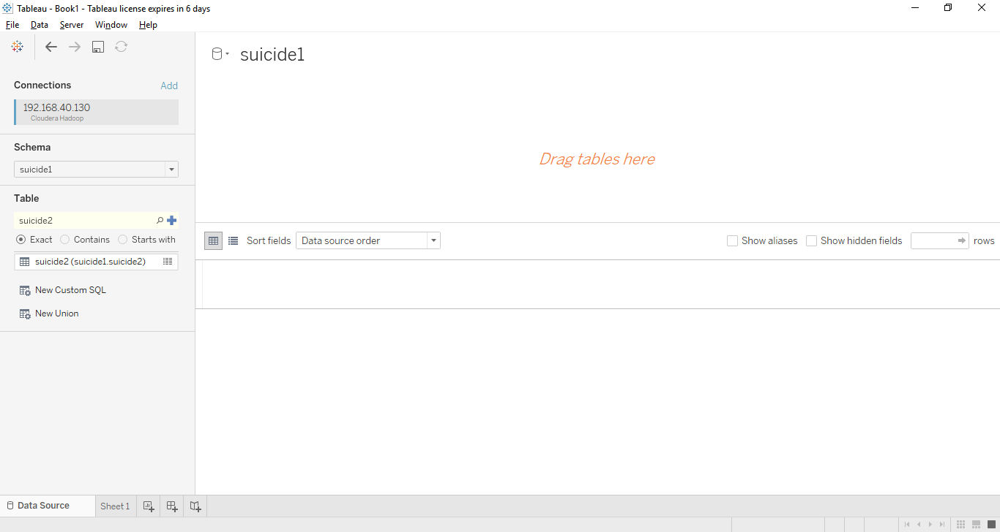 Tableau - Book1 - Tableau license expires in 6 days
File Data Server Window Help
Connections Add
192.168.40.130
Cloudera Hadoop
Schema
suicide1
Table
suicide2
Exact Contains Starts with
suicide2 (suicide1.suicide2)
New Custom SQL
New Union
suicide1
Drag tables here
Sort fields Data source order Show aliases Show hidden fields rows
Data Source Sheet 1